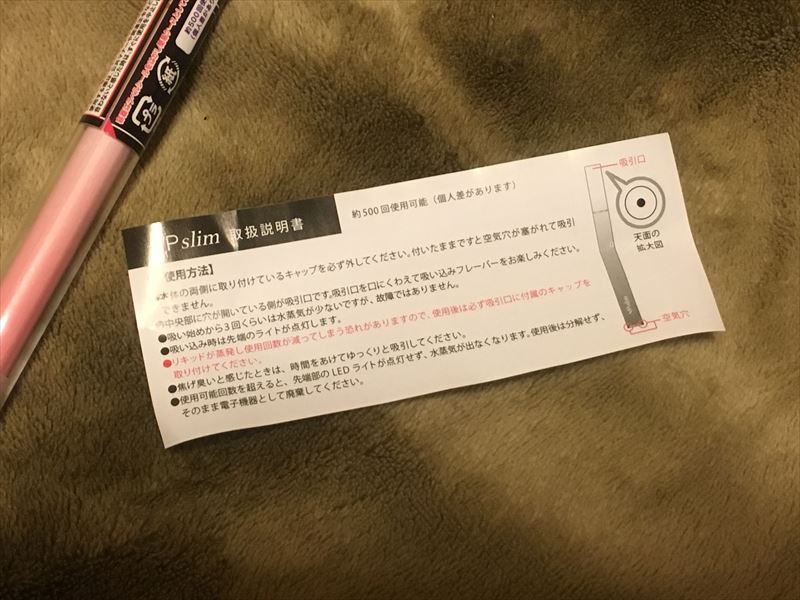 約500回使用
(個人差があ
P slim 取扱説明書
約500回使用可能（個人差があります）
【使用方法】
本体の両側に取り付けているキャップを必ず外してください。付いたままですと空気穴が塞がれて吸引
できません。
中央部に穴が開いている側が吸引口です。吸引口を口にくわえて吸い込みフレーバーをお楽しみください。
●吸い始めから3回くらいは水蒸気が少ないですが、故障ではありません。
●吸い込み時は先端のライトが点灯します。
●リキッドが蒸発し使用回数が減ってしまう恐れがありますので、使用後は必ず吸引口に付属のキャップを
取り付けてください。
●焦げ臭いと感じたときは、時間をあけてゆっくりと吸引してください。
●使用可能回数を超えると、先端部のLEDライトが点灯せず、水蒸気が出なくなります。使用後は分解せず、
そのまま電子機器として廃棄してください。
吸引口
天面の
拡大図
空気穴